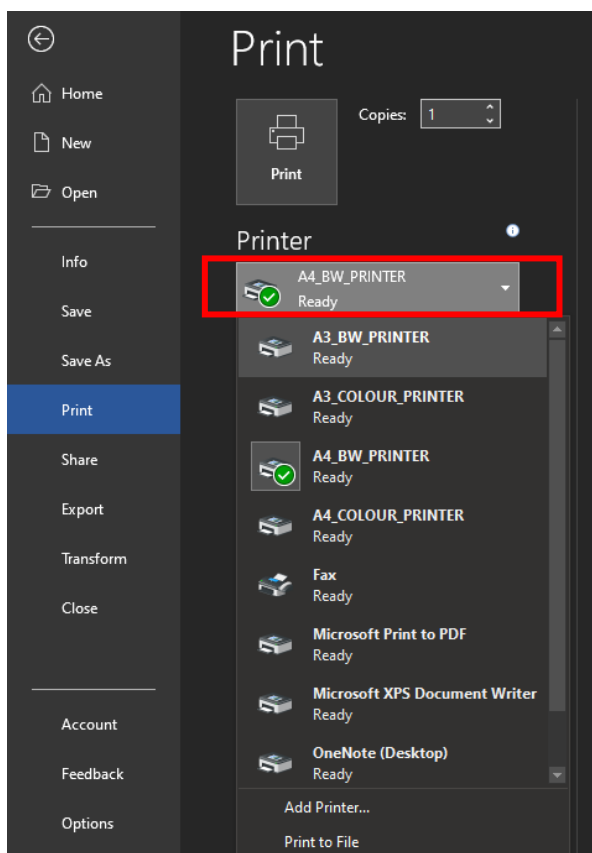 Print
Home
New
Open
Info
Save
Save As
Print
Share
Export
Transform
Close
Account
Feedback
Options
Copies: 1
Print
Printer
A4_BW_PRINTER
Ready
A3_BW_PRINTER
Ready
A3_COLOUR_PRINTER
Ready
A4_BW_PRINTER
Ready
A4_COLOUR_PRINTER
Ready
Fax
Ready
Microsoft Print to PDF
Ready
Microsoft XPS Document Writer
Ready
OneNote (Desktop)
Ready
Add Printer...
Print to File